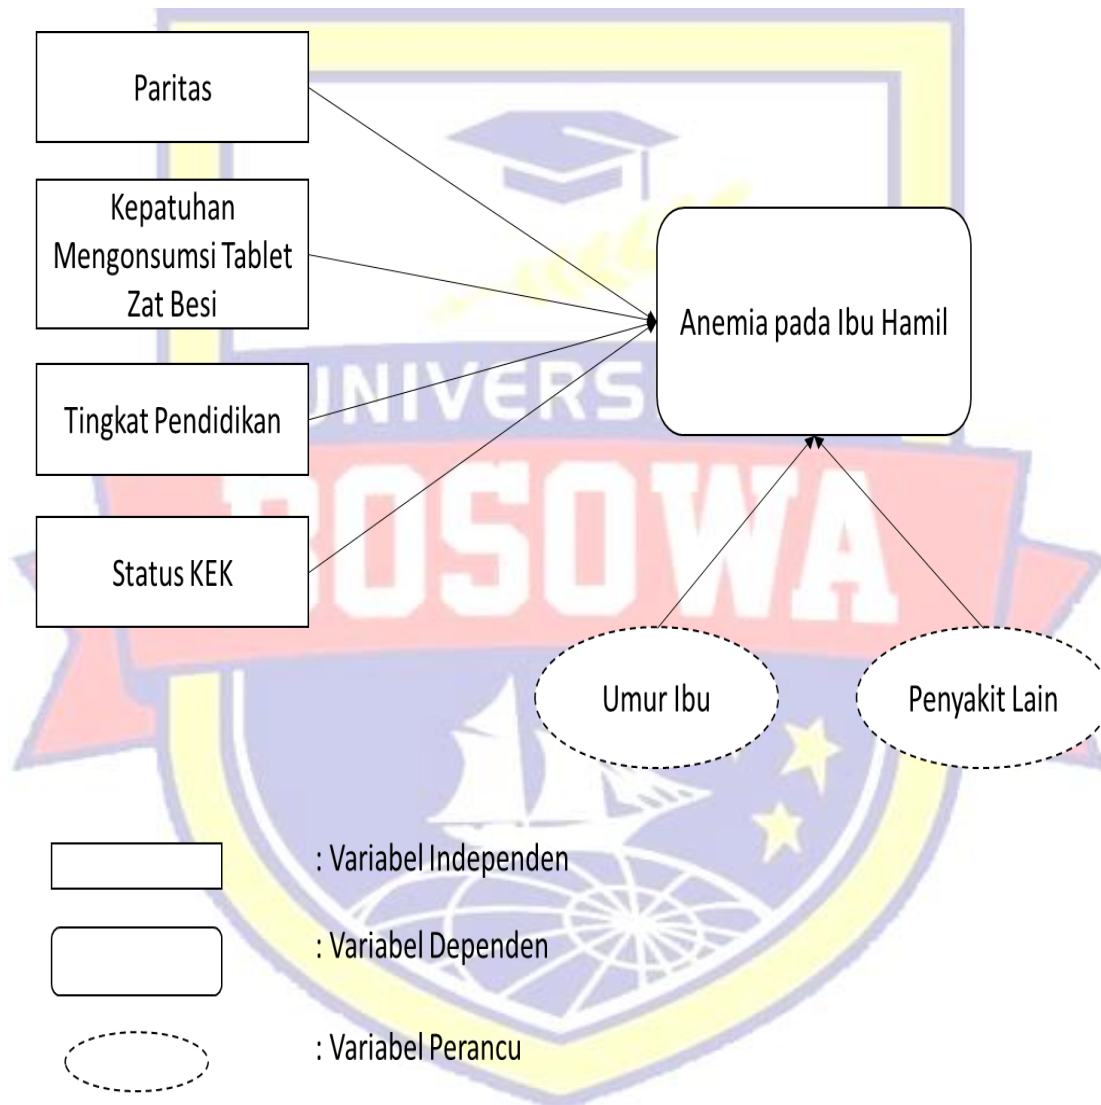 Paritas
Kepatuhan
Mengonsumsi Tablet
Zat Besi
Anemia pada Ibu Hamil
Tingkat Pendidikan
UNIVERS
BOSOWA
Status KEK
Umur Ibu
Penyakit Lain
: Variabel Independen
: Variabel Dependen
: Variabel Perancu